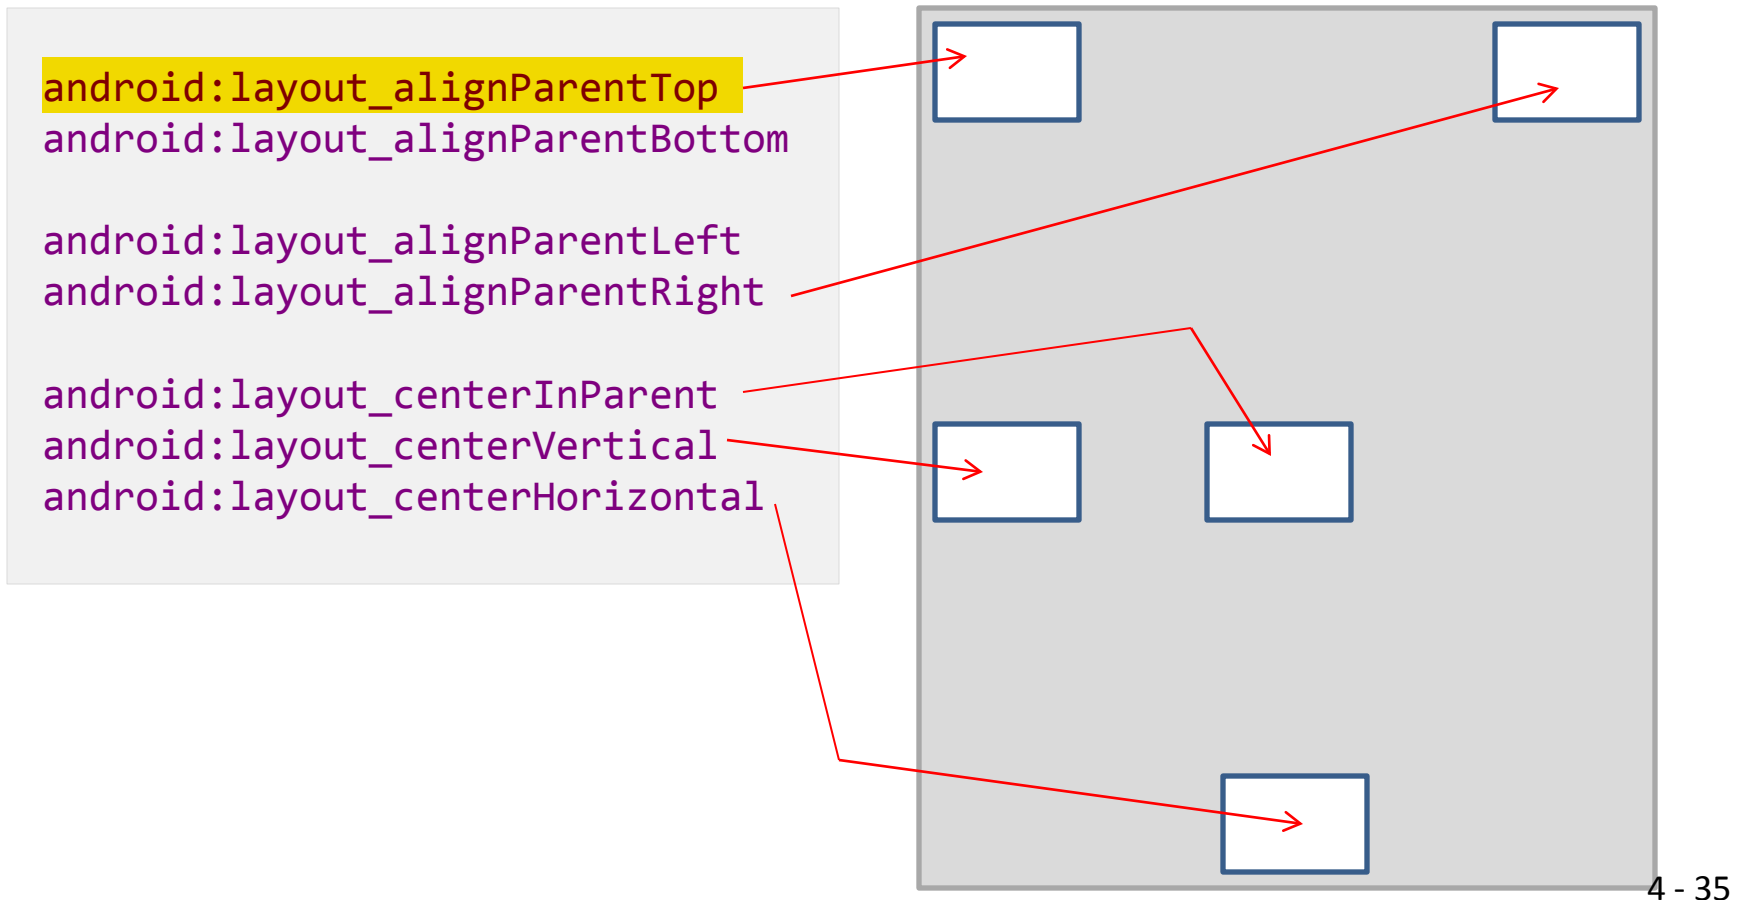 android:layout_alignParentTop
android:layout_alignParentBottom
android:layout_alignParentLeft
android:layout_alignParentRight
android:layout_centerInParent
android:layout_centerVertical
android:layout_centerHorizontal
4 - 35